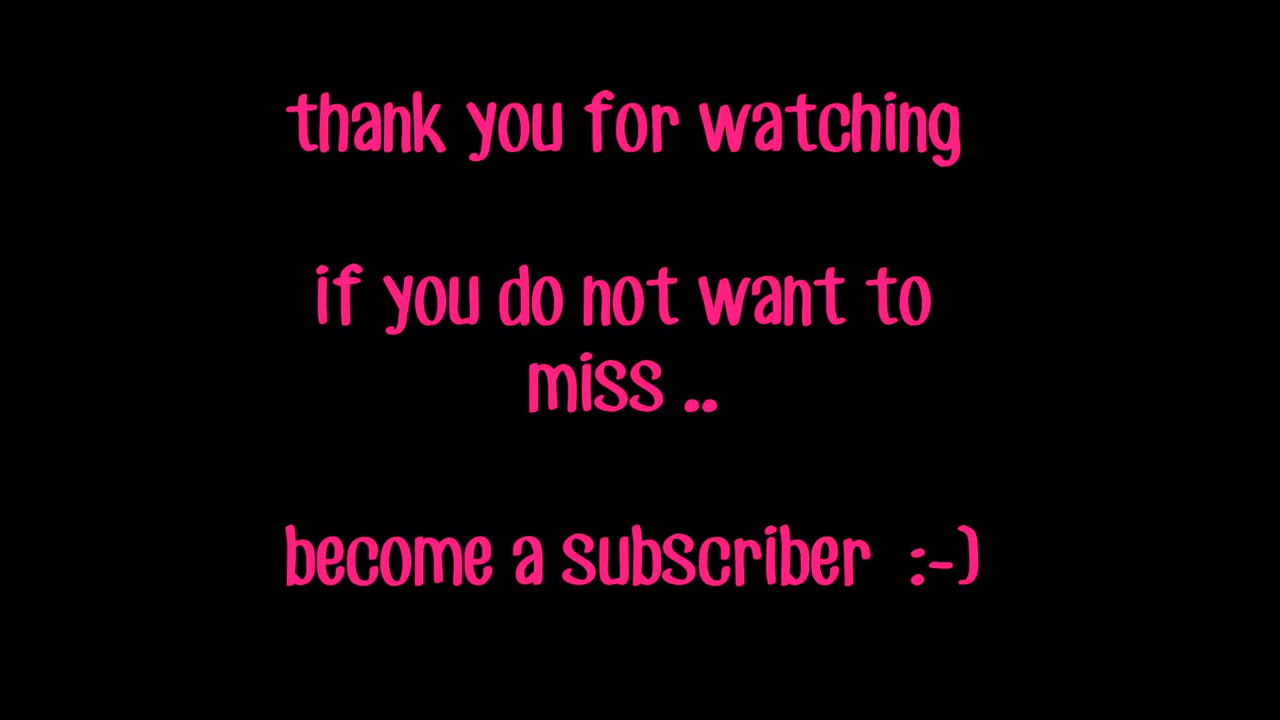 thank you for watching
if you do not want to
miss ..
become a subscriber :-)